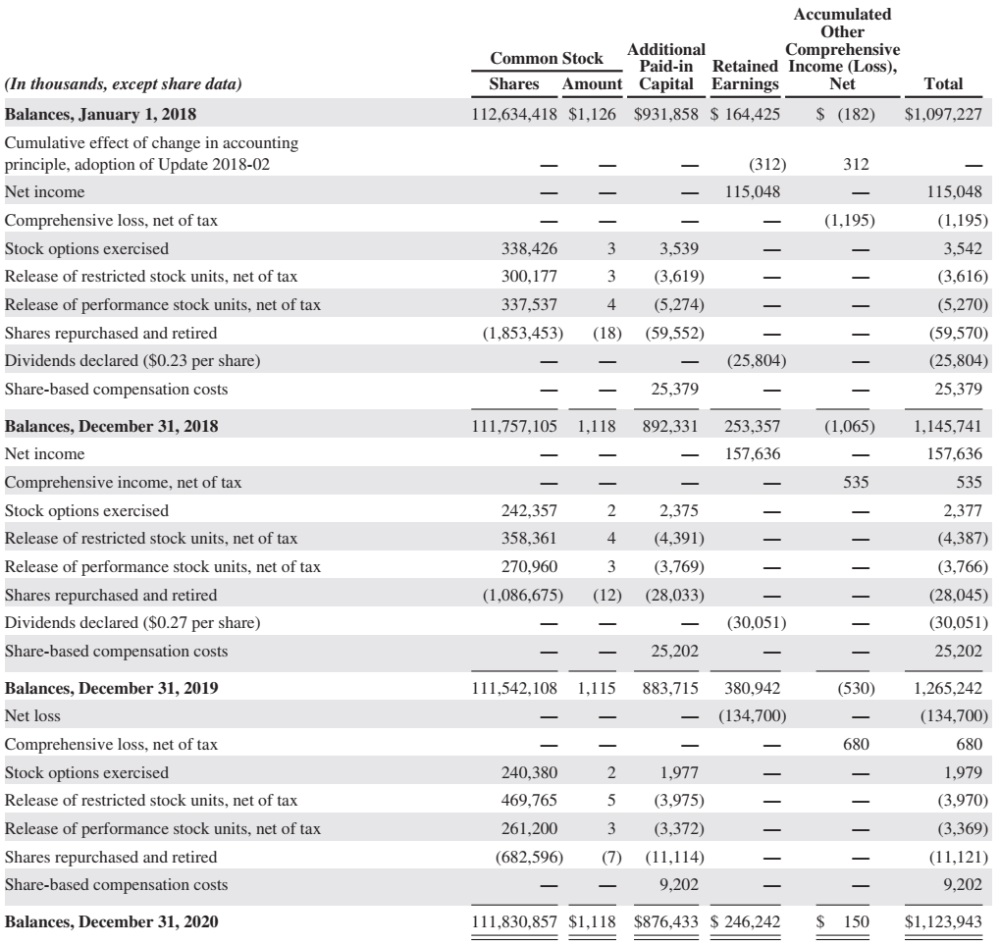 Accumulated
Other
Common Stock Additional Comprehensive
Paid-in Retained Income (Loss),
(In thousands, except share data) Shares Amount Capital Earnings Net Total
Balances, January 1, 2018 112,634,418 $1,126 $931,858 $ 164,425 $ (182) $1,097,227
Cumulative effect of change in accounting
principle, adoption of Update 2018-02 — — — (312) 312 —
Net income — — — 115,048 — 115,048
Comprehensive loss, net of tax — — — — (1,195) (1,195)
Stock options exercised 338,426 3 3,539 — — 3,542
Release of restricted stock units, net of tax 300,177 3 (3,619) — — (3,616)
Release of performance stock units, net of tax 337,537 4 (5,274) — — (5,270)
Shares repurchased and retired (1,853,453) (18) (59,552) — — (59,570)
Dividends declared ($0.23 per share) — — — (25,804) — (25,804)
Share-based compensation costs — — 25,379 — — 25,379
Balances, December 31, 2018 111,757,105 1,118 892,331 253,357 (1,065) 1,145,741
Net income — — — 157,636 — 157,636
Comprehensive income, net of tax — — — — 535 535
Stock options exercised 242,357 2 2,375 — — 2,377
Release of restricted stock units, net of tax 358,361 4 (4,391) — — (4,387)
Release of performance stock units, net of tax 270,960 3 (3,769) — — (3,766)
Shares repurchased and retired (1,086,675) (12) (28,033) — — (28,045)
Dividends declared ($0.27 per share) — — — (30,051) — (30,051)
Share-based compensation costs — — 25,202 — — 25,202
Balances, December 31, 2019 111,542,108 1,115 883,715 380,942 (530) 1,265,242
Net loss — — — (134,700) — (134,700)
Comprehensive loss, net of tax — — — — 680 680
Stock options exercised 240,380 2 1,977 — — 1,979
Release of restricted stock units, net of tax 469,765 5 (3,975) — — (3,970)
Release of performance stock units, net of tax 261,200 3 (3,372) — — (3,369)
Shares repurchased and retired (682,596) (7) (11,114) — — (11,121)
Share-based compensation costs — — 9,202 — — 9,202
Balances, December 31, 2020 111,830,857 $1,118 $876,433 $ 246,242 $ 150 $1,123,943